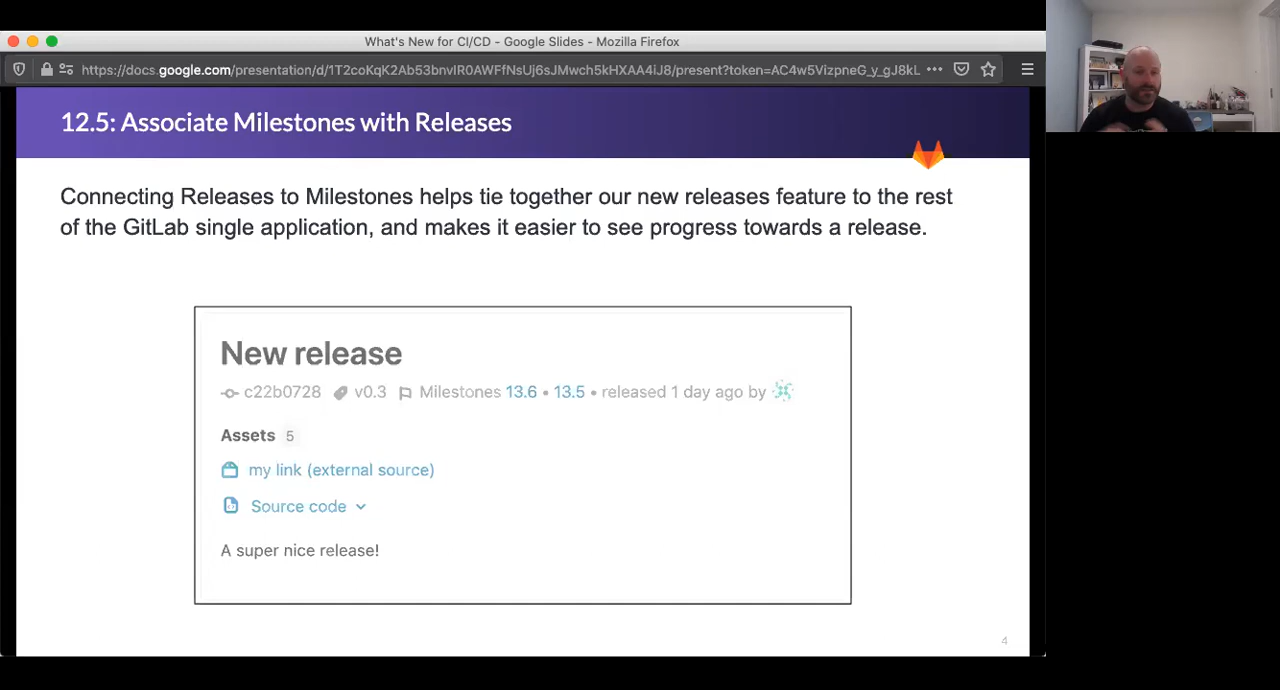 What's New for CI/CD - Google Slides - Mozilla Firefox
https://docs.google.com/presentation/d/1T2coKqK2Ab53bnvIR0AWFfNsUj6sJMwch5kHXAA4iJ8/present?token=AC4w5VizpneG_y_gJ8kL
12.5: Associate Milestones with Releases
Connecting Releases to Milestones helps tie together our new releases feature to the rest
of the GitLab single application, and makes it easier to see progress towards a release.
New release
c22b0728 v0.3 Milestones 13.6 • 13.5 • released 1 day ago by
Assets 5
my link (external source)
Source code
A super nice release!
4